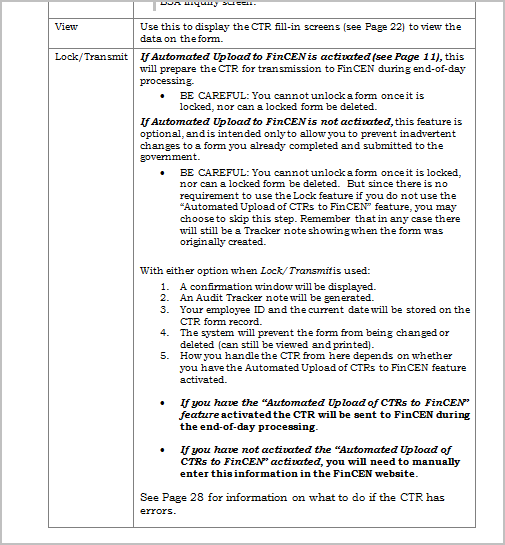 BSA inquiry screen.
View
Use this to display the CTR fill-in screens (see Page 22) to view the
data on the form.
Lock/Transmit
If Automated Upload to FinCEN is activated (see Page 11), this
will prepare the CTR for transmission to FinCEN during end-of-day
processing.
• BE CAREFUL: You cannot unlock a form once it is
locked, nor can a locked form be deleted.
If Automated Upload to FinCEN is not activated, this feature is
optional, and is intended only to allow you to prevent inadvertent
changes to a form you already completed and submitted to the
government.
• BE CAREFUL: You cannot unlock a form once it is locked,
nor can a locked form be deleted. But since there is no
requirement to use the Lock feature if you do not use the
“Automated Upload of CTRs to FinCEN” feature, you may
choose to skip this step. Remember that in any case there
will still be a Tracker note showing when the form was
originally created.
With either option when Lock/Transmit is used:
1. A confirmation window will be displayed.
2. An Audit Tracker note will be generated.
3. Your employee ID and the current date will be stored on the
CTR form record.
4. The system will prevent the form from being changed or
deleted (can still be viewed and printed).
5. How you handle the CTR from here depends on whether
you have the Automated Upload of CTRs to FinCEN feature
activated.
• If you have the “Automated Upload of CTRs to FinCEN”
feature activated the CTR will be sent to FinCEN during
the end-of-day processing.
• If you have not activated the “Automated Upload of
CTRs to FinCEN” activated, you will need to manually
enter this information in the FinCEN website.
See Page 28 for information on what to do if the CTR has
errors.